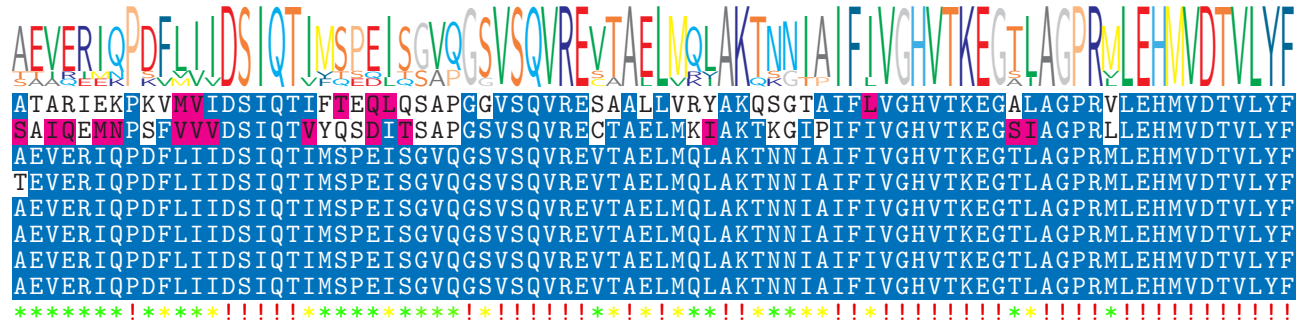 AEVERIQPDFLIIDSIQTIMSPEISGVQGSVSQVREVTAELMQLAKTNNIAIFIVGHVTKEGTLAGPRMLEHMVDTVLYF
ATARIEKPKVMVIDSIQTIFTEQLQSAPGGVSQVRESAALLVRYAKQSGTAIFLVGHVTKEGALAGPRVLEHMVDTVLYF
SAIQEMNPSFVVVDSIQTVYQSDITSAPGSVSQVRECTAELMKIAKTKGIPIFIVGHVTKEGSIAGPRLLEHMVDTVLYF
AEVERIQPDFLIIDSIQTIMSPEISGVQGSVSQVREVTAELMQLAKTNNIAIFIVGHVTKEGTLAGPRMLEHMVDTVLYF
TEVERIQPDFLIIDSIQTIMSPEISGVQGSVSQVREVTAELMQLAKTNNIAIFIVGHVTKEGTLAGPRMLEHMVDTVLYF
AEVERIQPDFLIIDSIQTIMSPEISGVQGSVSQVREVTAELMQLAKTNNIAIFIVGHVTKEGTLAGPRMLEHMVDTVLYF
AEVERIQPDFLIIDSIQTIMSPEISGVQGSVSQVREVTAELMQLAKTNNIAIFIVGHVTKEGTLAGPRMLEHMVDTVLYF
AEVERIQPDFLIIDSIQTIMSPEISGVQGSVSQVREVTAELMQLAKTNNIAIFIVGHVTKEGTLAGPRMLEHMVDTVLYF
AEVERIQPDFLIIDSIQTIMSPEISGVQGSVSQVREVTAELMQLAKTNNIAIFIVGHVTKEGTLAGPRMLEHMVDTVLYF
*******!*****!!!!!**********!*!!!!!!**!*!***!!*****!!*!!!!!!!!**!!!!*!!!!!!!!!!!